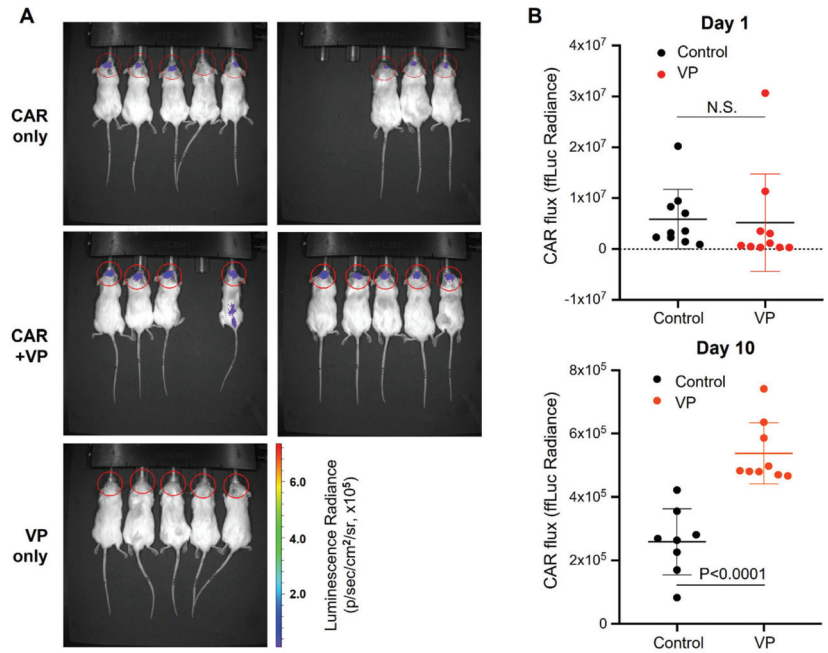 A
CAR
only
CAR
+VP
VP
only
6.0
4.0
2.0
Luminescence Radiance
(p/sec/cm²/sr, x10⁵)
B
Day 1
Control
VP
N.S.
4x10⁷
3x10⁷
2x10⁷
1x10⁷
0
-1x10⁷
CAR flux (ffLuc Radiance)
Control VP
Day 10
Control
VP
8x10⁵
6x10⁵
4x10⁵
2x10⁵
0
P<0.0001
CAR flux (ffLuc Radiance)
Control VP